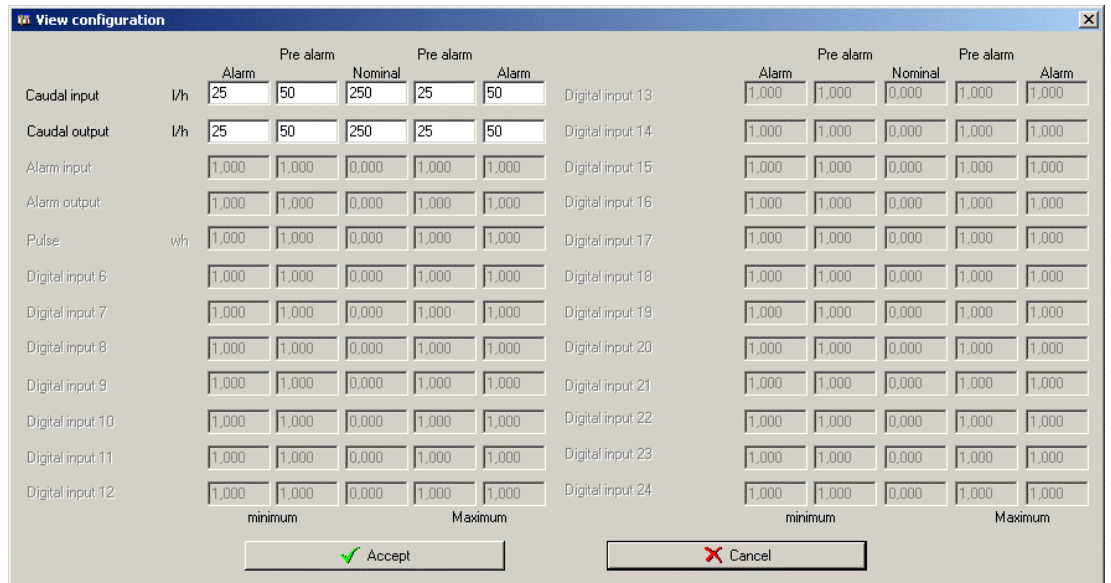 View configuration
Pre alarm Pre alarm Pre alarm Pre alarm
Alarm Nominal Alarm Alarm Nominal Alarm
Caudal input l/h 25 50 250 25 50 Digital input 13 1,000 1,000 0,000 1,000 1,000
Caudal output l/h 25 50 250 25 50 Digital input 14 1,000 1,000 0,000 1,000 1,000
Alarm input 1,000 1,000 0,000 1,000 1,000 Digital input 15 1,000 1,000 0,000 1,000 1,000
Alarm output 1,000 1,000 0,000 1,000 1,000 Digital input 16 1,000 1,000 0,000 1,000 1,000
Pulse wh 1,000 1,000 0,000 1,000 1,000 Digital input 17 1,000 1,000 0,000 1,000 1,000
Digital input 6 1,000 1,000 0,000 1,000 1,000 Digital input 18 1,000 1,000 0,000 1,000 1,000
Digital input 7 1,000 1,000 0,000 1,000 1,000 Digital input 19 1,000 1,000 0,000 1,000 1,000
Digital input 8 1,000 1,000 0,000 1,000 1,000 Digital input 20 1,000 1,000 0,000 1,000 1,000
Digital input 9 1,000 1,000 0,000 1,000 1,000 Digital input 21 1,000 1,000 0,000 1,000 1,000
Digital input 10 1,000 1,000 0,000 1,000 1,000 Digital input 22 1,000 1,000 0,000 1,000 1,000
Digital input 11 1,000 1,000 0,000 1,000 1,000 Digital input 23 1,000 1,000 0,000 1,000 1,000
Digital input 12 1,000 1,000 0,000 1,000 1,000 Digital input 24 1,000 1,000 0,000 1,000 1,000
minimum Maximum minimum Maximum
Accept Cancel